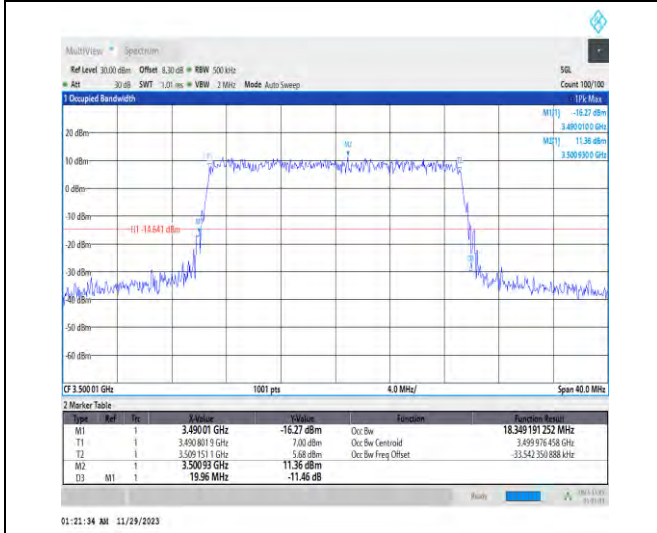 MultiView Spectrum
Ref Level 30.00 dBm Offset 8.30 dB RBW 500 kHz SGL
Att 30 dB SWT 1.01 ms VBW 2 MHz Mode Auto Sweep Count 100/100
1 Occupied Bandwidth 1Pk Max
M1[1] -16.27 dBm
3.490 010 0 GHz
M2[1] 11.36 dBm
3.500 930 0 GHz
20 dBm
M2
10 dBm
0 dBm
-10 dBm
H1 -14.641 dBm
-20 dBm
-30 dBm
-40 dBm
-50 dBm
-60 dBm
CF 3.500 01 GHz 1001 pts 4.0 MHz/ Span 40.0 MHz
2 Marker Table
Type Ref Trc X-Value Y-Value Function Function Result
M1 1 3.490 01 GHz -16.27 dBm Occ Bw 18.349 191 252 MHz
T1 1 3.490 801 9 GHz 7.00 dBm Occ Bw Centroid 3.499 976 458 GHz
T2 1 3.509 151 1 GHz 5.68 dBm Occ Bw Freq Offset -33.542 350 888 kHz
M2 1 3.500 93 GHz 11.36 dBm
D3 M1 1 19.96 MHz -11.46 dB
Ready
01:21:34 AM 11/29/2023